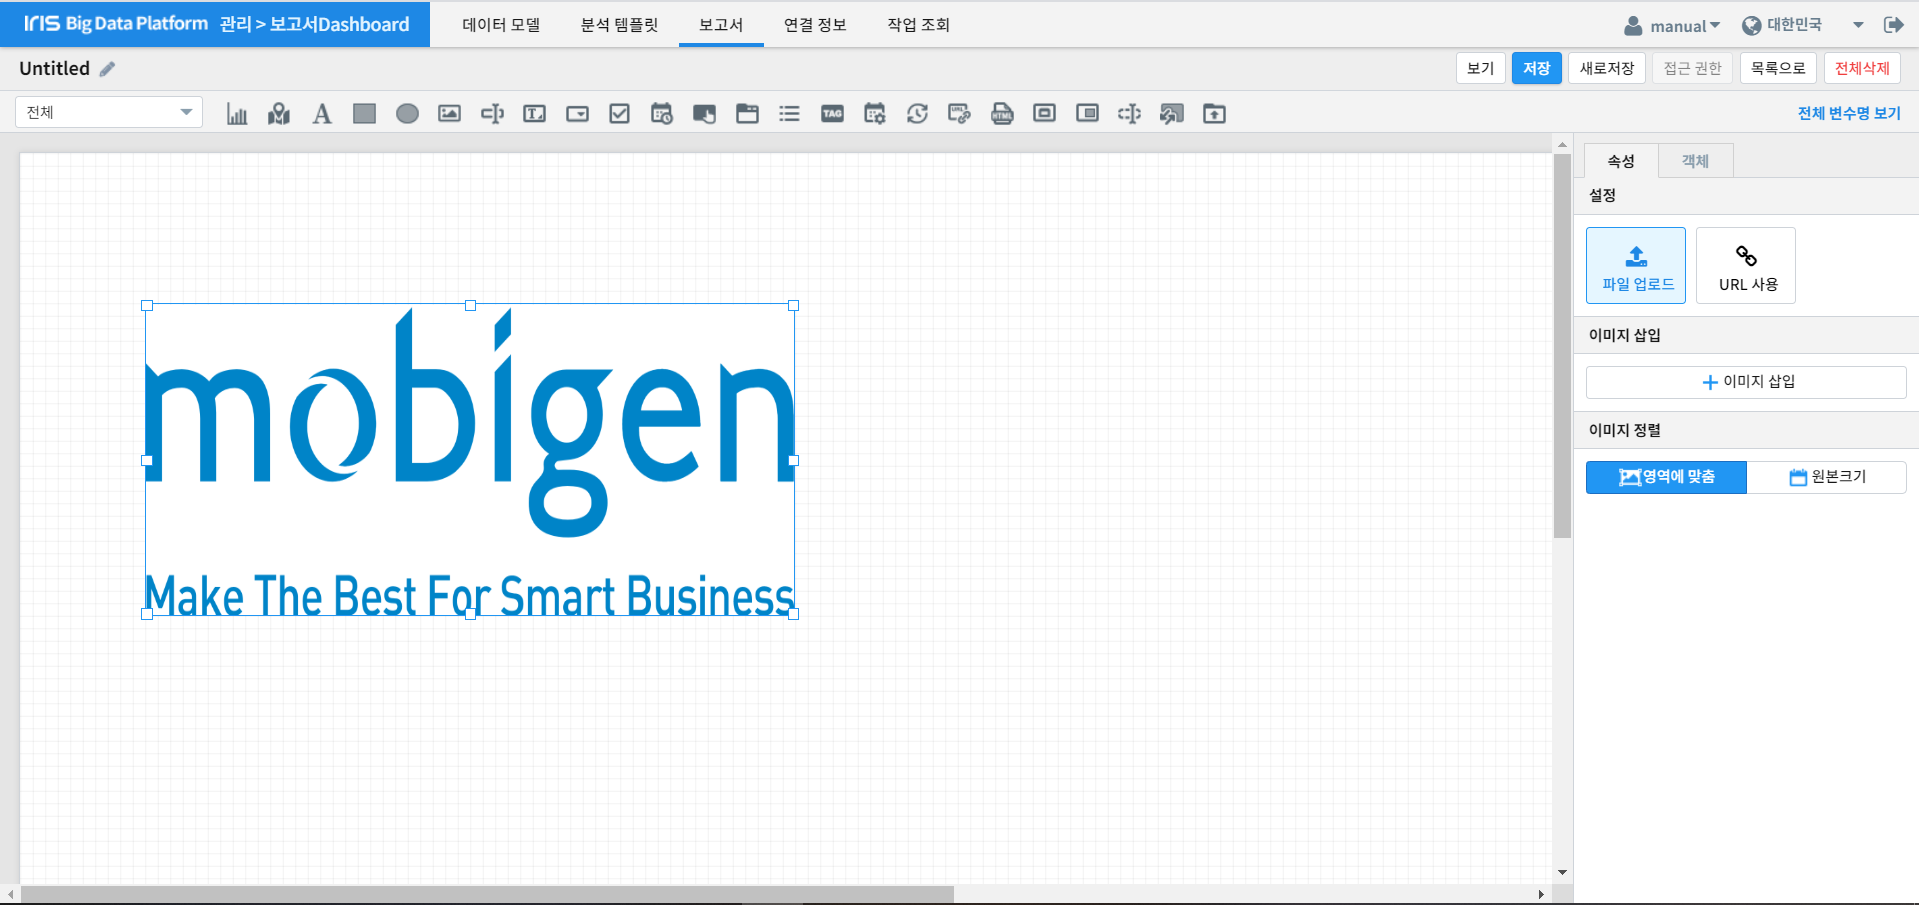 IRIS Big Data Platform 관리 > 보고서Dashboard 데이터 모델 분석 템플릿 보고서 연결 정보 작업 조회 manual 대한민국
Untitled 보기 저장 새로저장 접근 권한 목록으로 전체삭제
전체 A T TAG URL HTML 전체 변수명 보기
속성 객체
설정
파일 업로드 URL 사용
이미지 삽입
이미지 삽입
이미지 정렬
영역에 맞춤 원본크기
mobigen
Make The Best For Smart Business